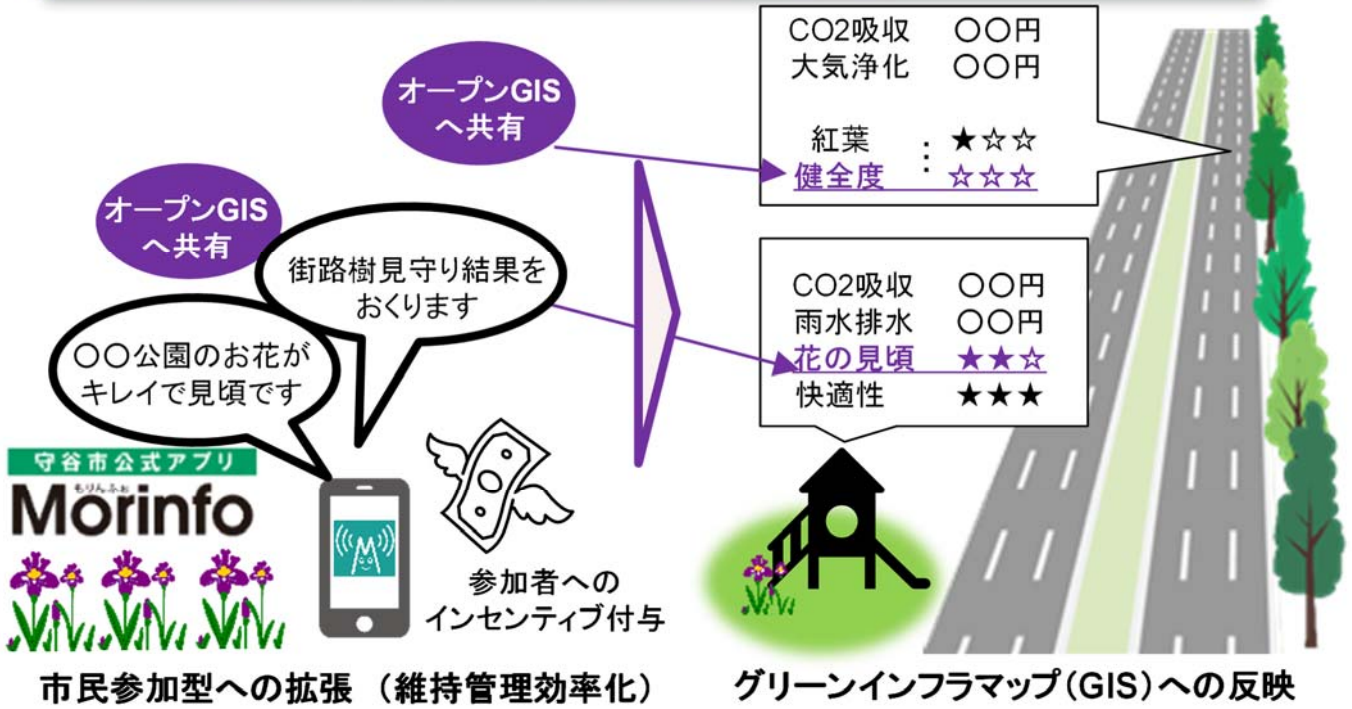 オープンGIS
へ共有
オープンGIS
へ共有
街路樹見守り結果を
おくります
〇〇公園のお花が
キレイで見頃です
守谷市公式アプリ
もりんふぉ
Morinfo
参加者への
インセンティブ付与
市民参加型への拡張 (維持管理効率化)
CO2吸収 〇〇円
大気浄化 〇〇円
紅葉 : ★☆☆
健全度 : ☆☆☆
CO2吸収 〇〇円
雨水排水 〇〇円
花の見頃 ★★☆
快適性 ★★★
グリーンインフラマップ(GIS)への反映